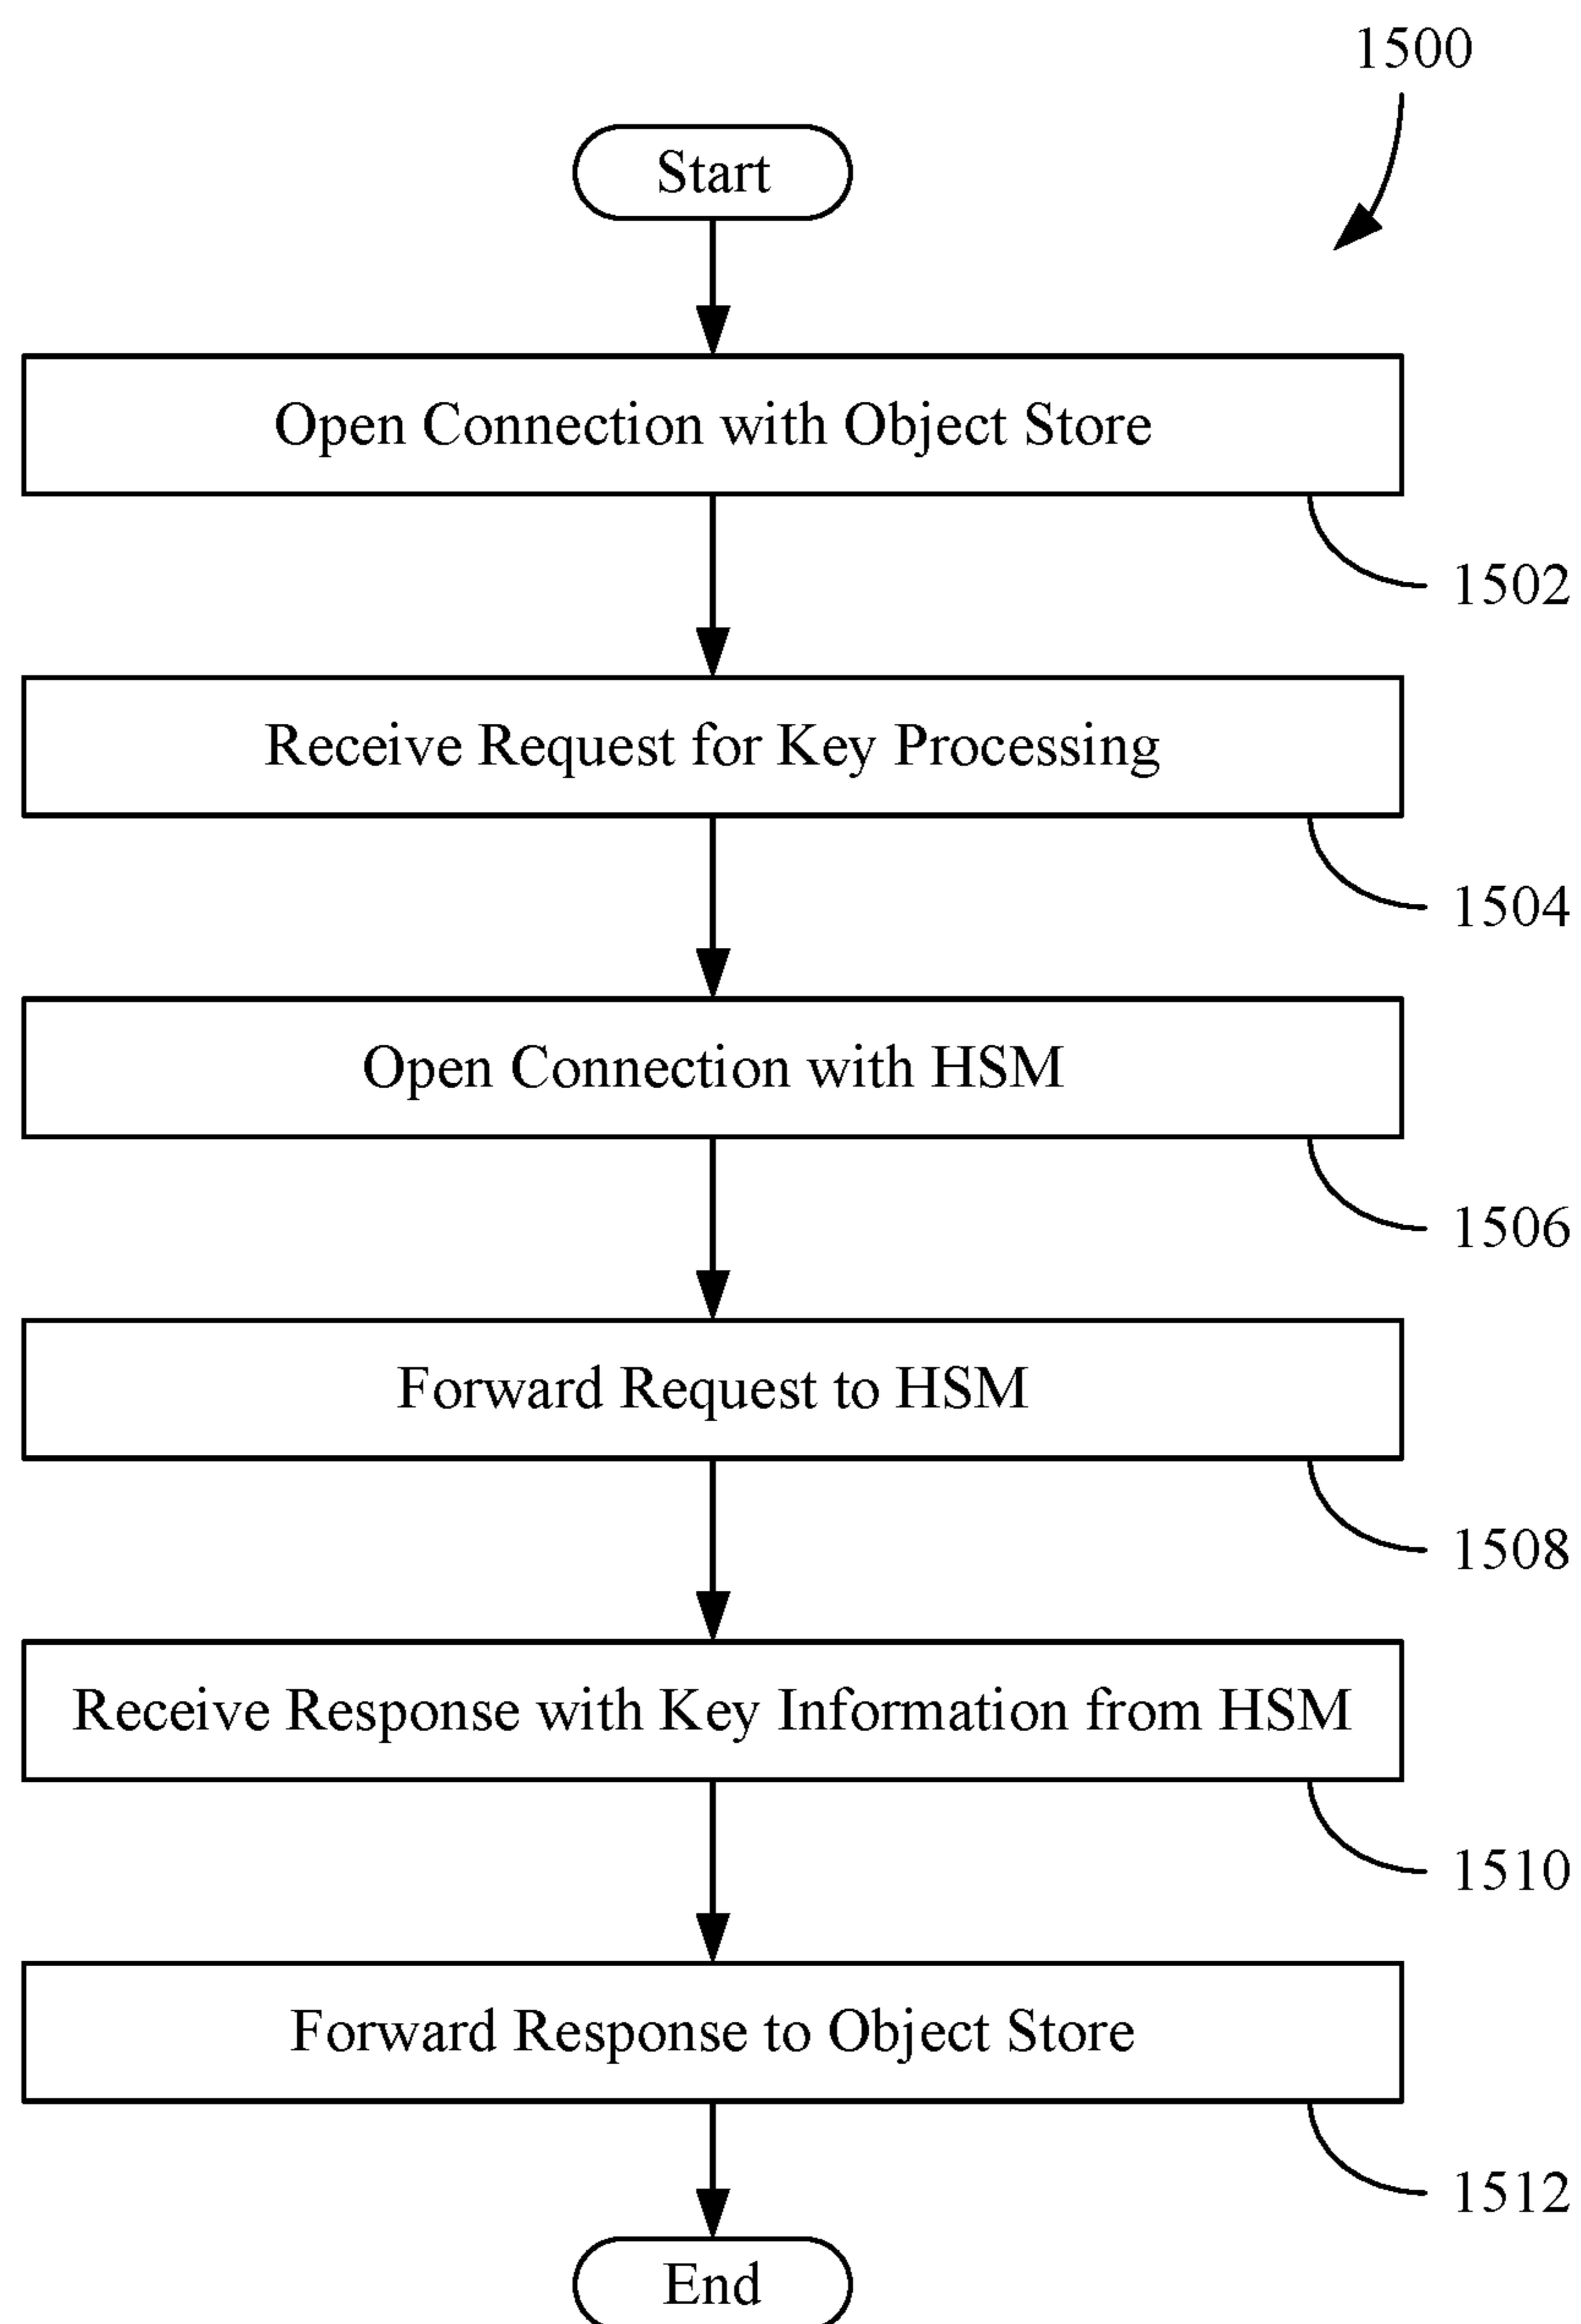 1500
Start
Open Connection with Object Store
1502
Receive Request for Key Processing
1504
Open Connection with HSM
1506
Forward Request to HSM
1508
Receive Response with Key Information from HSM
1510
Forward Response to Object Store
1512
End